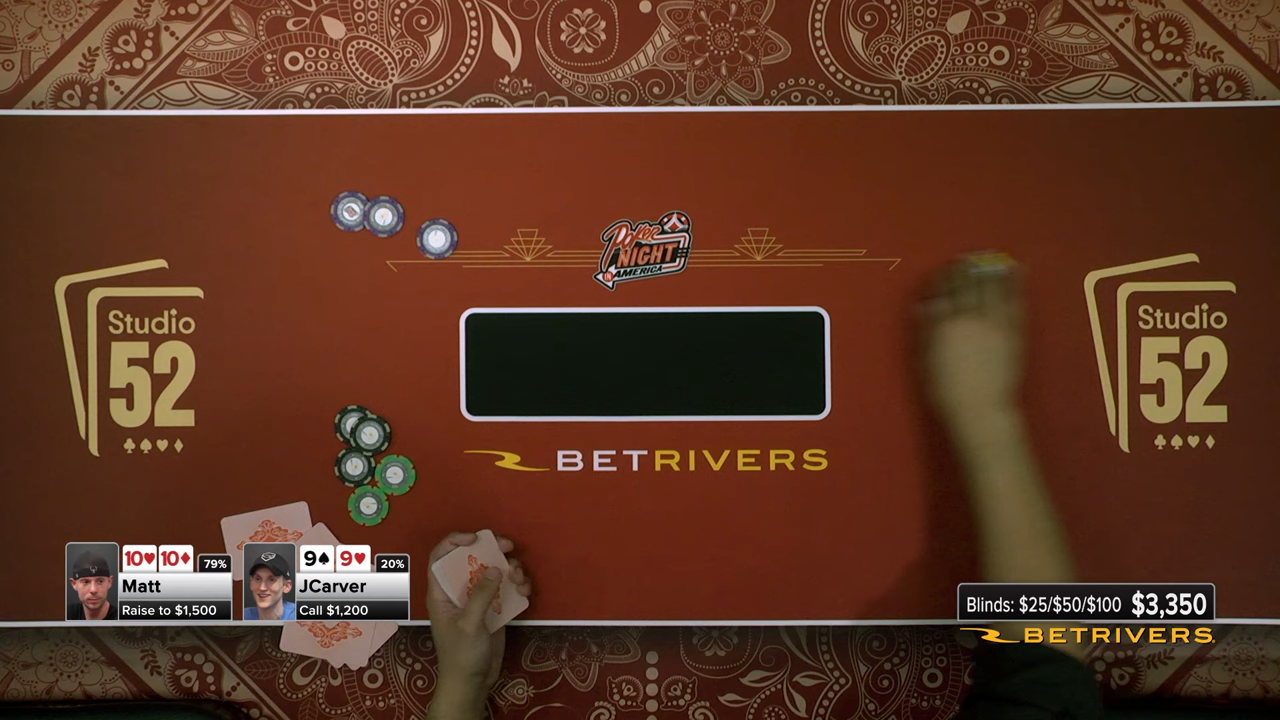 Poker
NIGHT
IN AMERICA
Studio
52
Studio
52
BETRIVERS
10♥ 10♦ 79%
Matt
Raise to $1,500
9♠ 9♥ 20%
JCarver
Call $1,200
Blinds: $25/$50/$100 $3,350
BETRIVERS